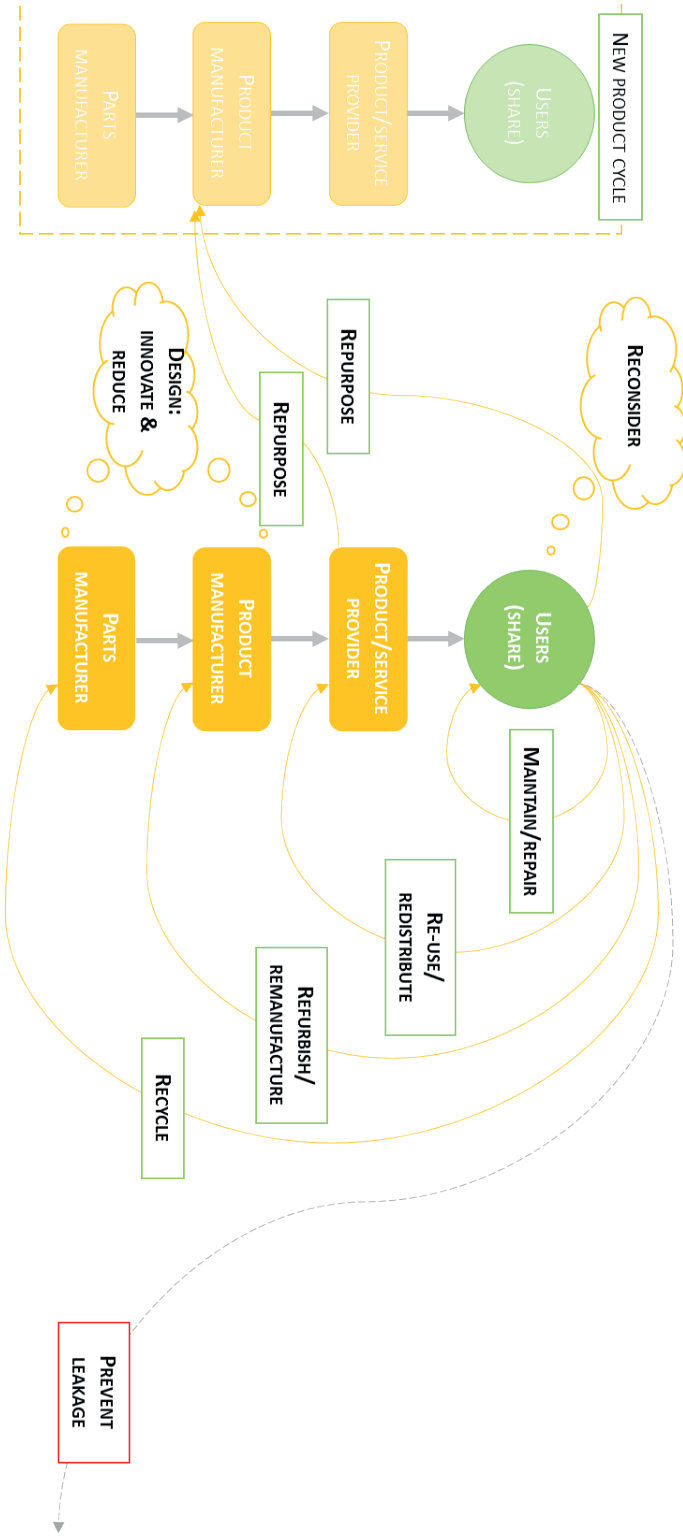 New product cycle
Users
(share)
Product/service
provider
Product
manufacturer
Parts
manufacturer
Reconsider
Repurpose
Repurpose
Design:
innovate &
reduce
Users
(share)
Product/service
provider
Product
manufacturer
Parts
manufacturer
Maintain/repair
Re-use/
redistribute
Refurbish/
remanufacture
Recycle
Prevent
leakage